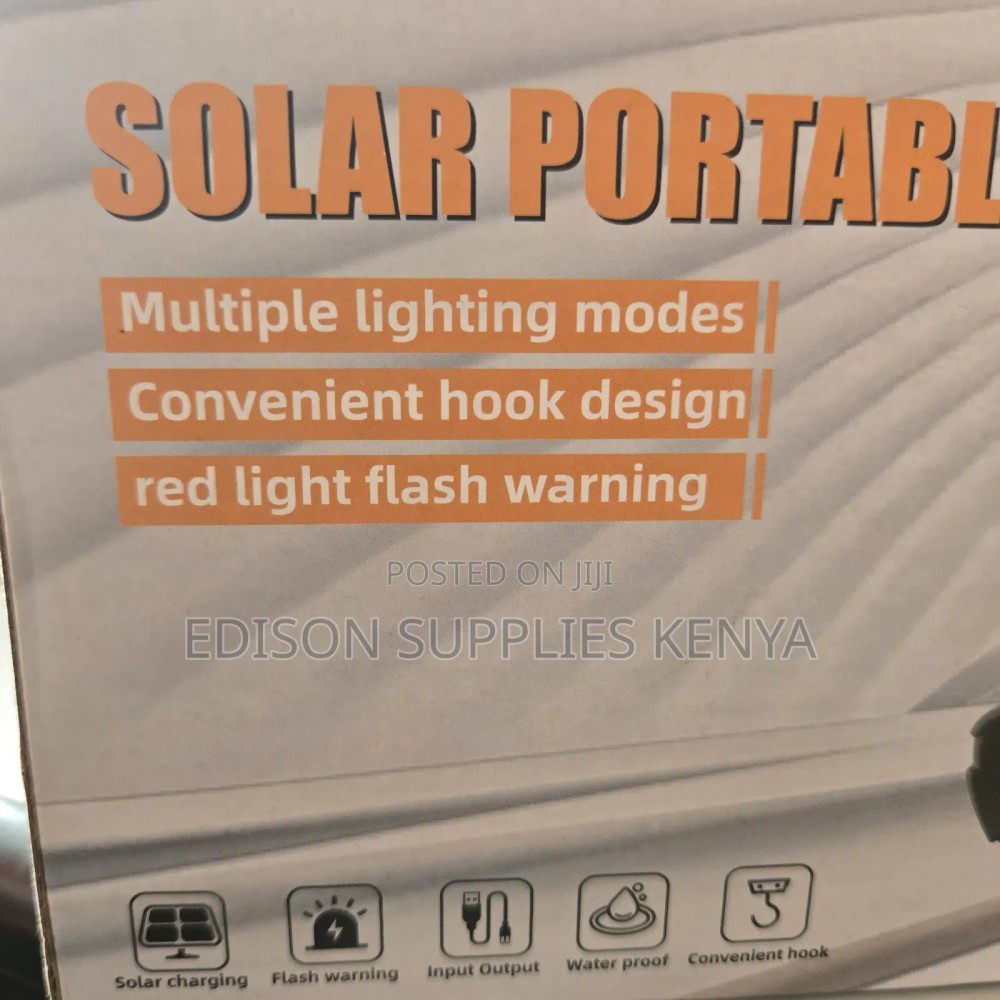 SOLAR PORTABL
Multiple lighting modes
Convenient hook design
red light flash warning
POSTED ON JIJI
EDISON SUPPLIES KENYA
Solar charging
Flash warning
Input Output
Water proof
Convenient hook